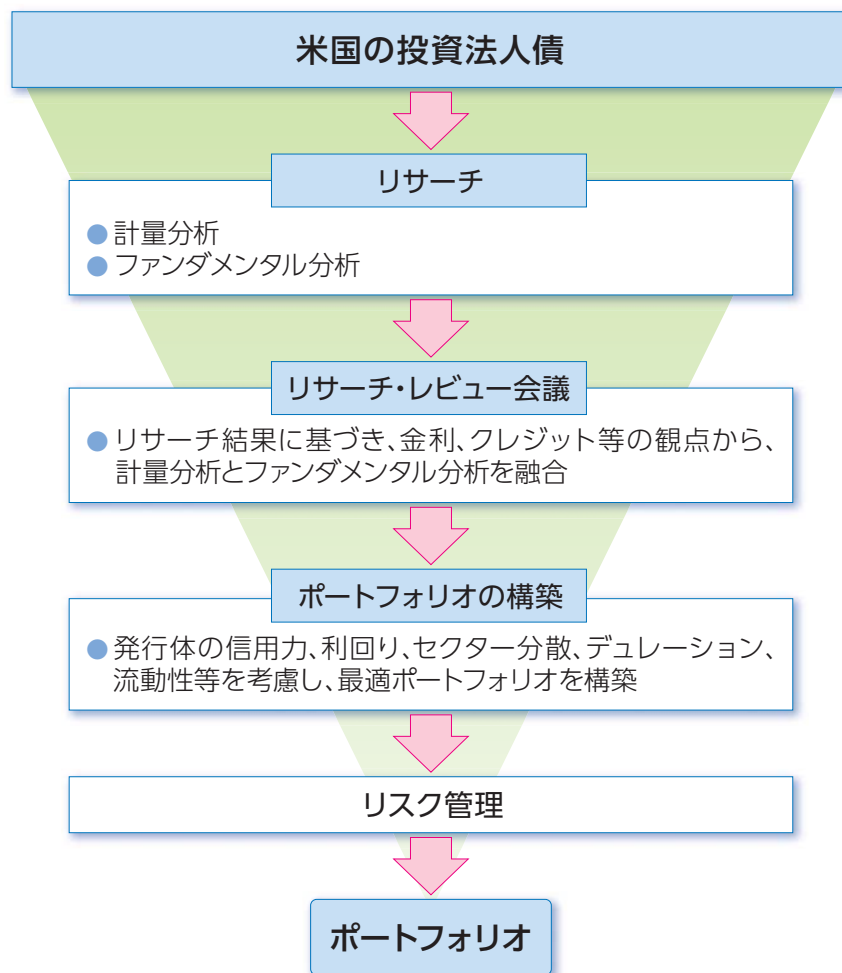 米国の投資法人債
リサーチ
● 計量分析
● ファンダメンタル分析
リサーチ・レビュー会議
● リサーチ結果に基づき、金利、クレジット等の観点から、
計量分析とファンダメンタル分析を融合
ポートフォリオの構築
● 発行体の信用力、利回り、セクター分散、デュレーション、
流動性等を考慮し、最適ポートフォリオを構築
リスク管理
ポートフォリオ